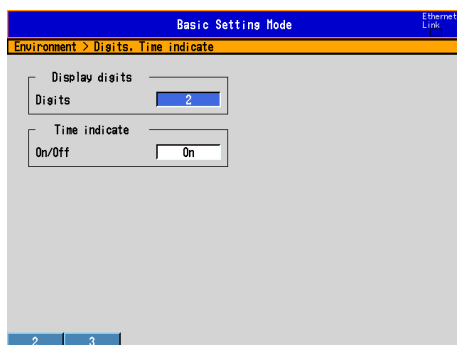 Basic Setting Mode
Ethernet
Link
Environment > Digits. Time indicate
Display digits
Digits 2
Time indicate
On/Off On
2 3